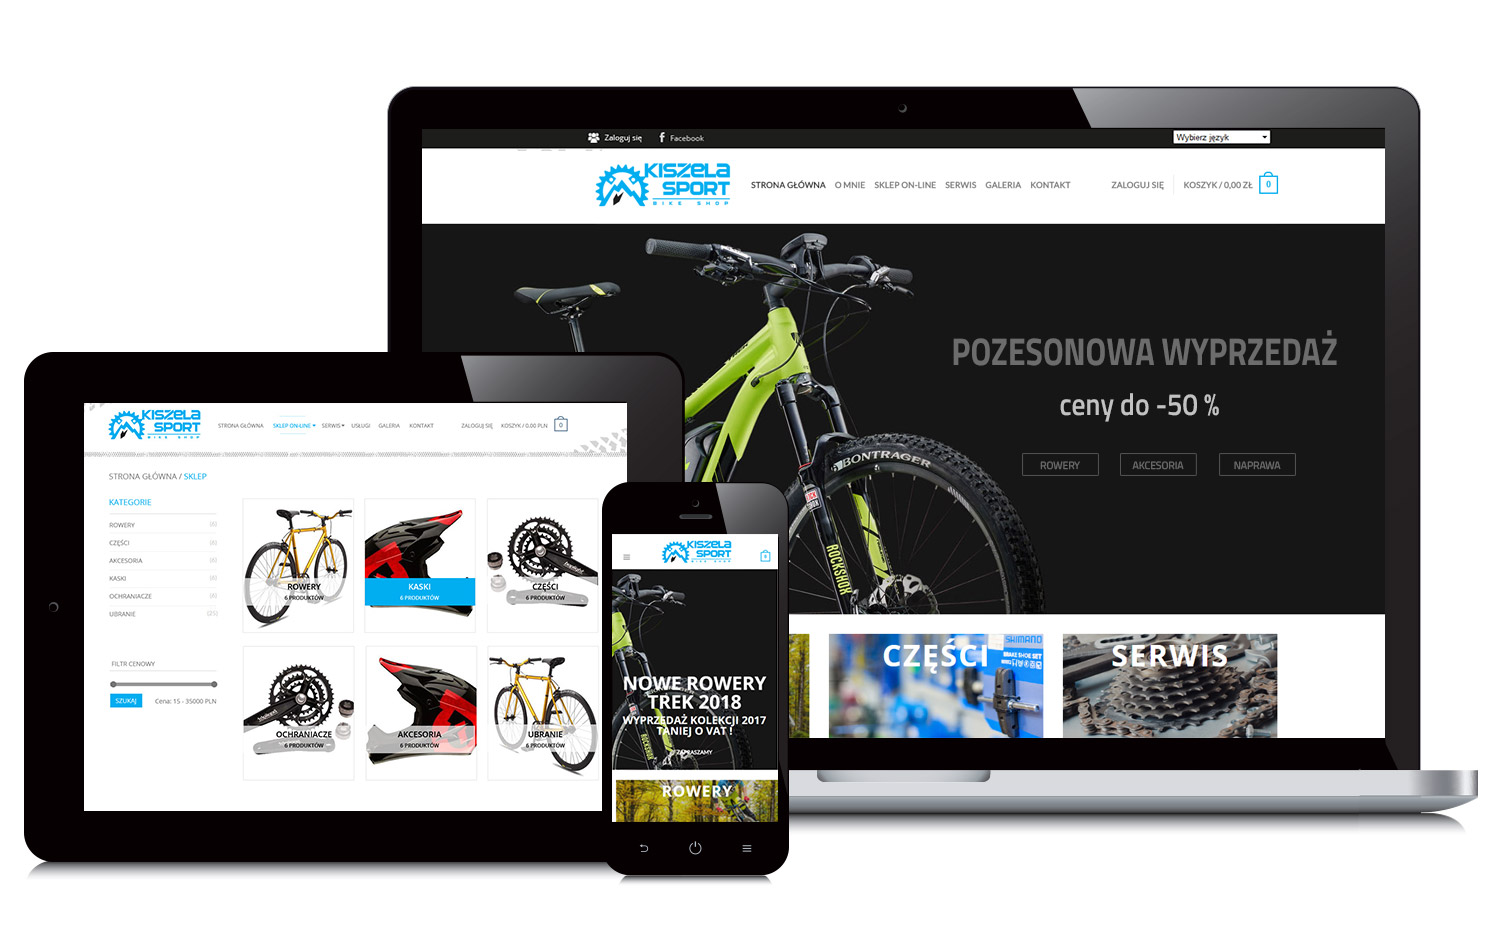 Zaloguj się
Facebook
Wybierz język
KISZELA
SPORT
BIKE SHOP
STRONA GŁÓWNA O MNIE SKLEP ON-LINE SERWIS GALERIA KONTAKT
ZALOGUJ SIĘ
KOSZYK / 0,00 ZŁ
0
POZESONOWA WYPRZEDAŻ
ceny do -50 %
ROWERY
AKCESORIA
NAPRAWA
BONTRAGER
ROCKSHOX
CZĘŚCI
SHIMANO
BRAKE SHOE SET
SERWIS
KISZELA
SPORT
BIKE SHOP
STRONA GŁÓWNA SKLEP ON-LINE SERWIS USŁUGI GALERIA KONTAKT
ZALOGUJ SIĘ
KOSZYK / 0.00 PLN
0
STRONA GŁÓWNA / SKLEP
KATEGORIE
ROWERY (6)
CZĘŚCI (6)
AKCESORIA (6)
KASKI (6)
OCHRANIACZE (6)
UBRANIE (25)
FILTR CENOWY
SZUKAJ
Cena: 15 - 35000 PLN
ROWERY
6 PRODUKTÓW
KASKI
6 PRODUKTÓW
CZĘŚCI
6 PRODUKTÓW
OCHRANIACZE
6 PRODUKTÓW
AKCESORIA
6 PRODUKTÓW
UBRANIE
6 PRODUKTÓW
KISZELA
SPORT
BIKE SHOP
0
NOWE ROWERY
TREK 2018
WYPRZEDAŻ KOLEKCJI 2017
TANIEJ O VAT !
ZAPRASZAMY
ROCKSHOX
ROWERY